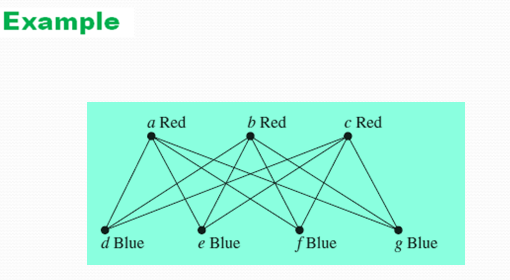 Example
a Red b Red c Red
d Blue e Blue f Blue g Blue